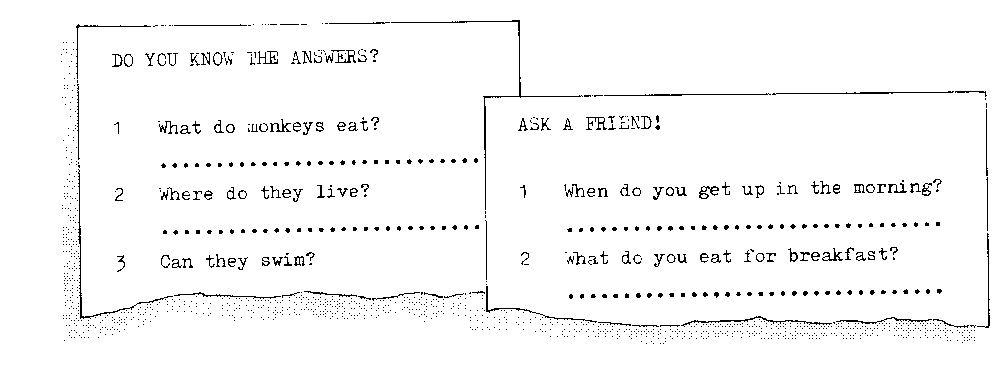 DO YOU KNOW THE ANSWERS?
1 What do monkeys eat?
................................
2 Where do they live?
................................
3 Can they swim?
ASK A FRIEND!
1 When do you get up in the morning?
.....................................
2 What do you eat for breakfast?
.....................................